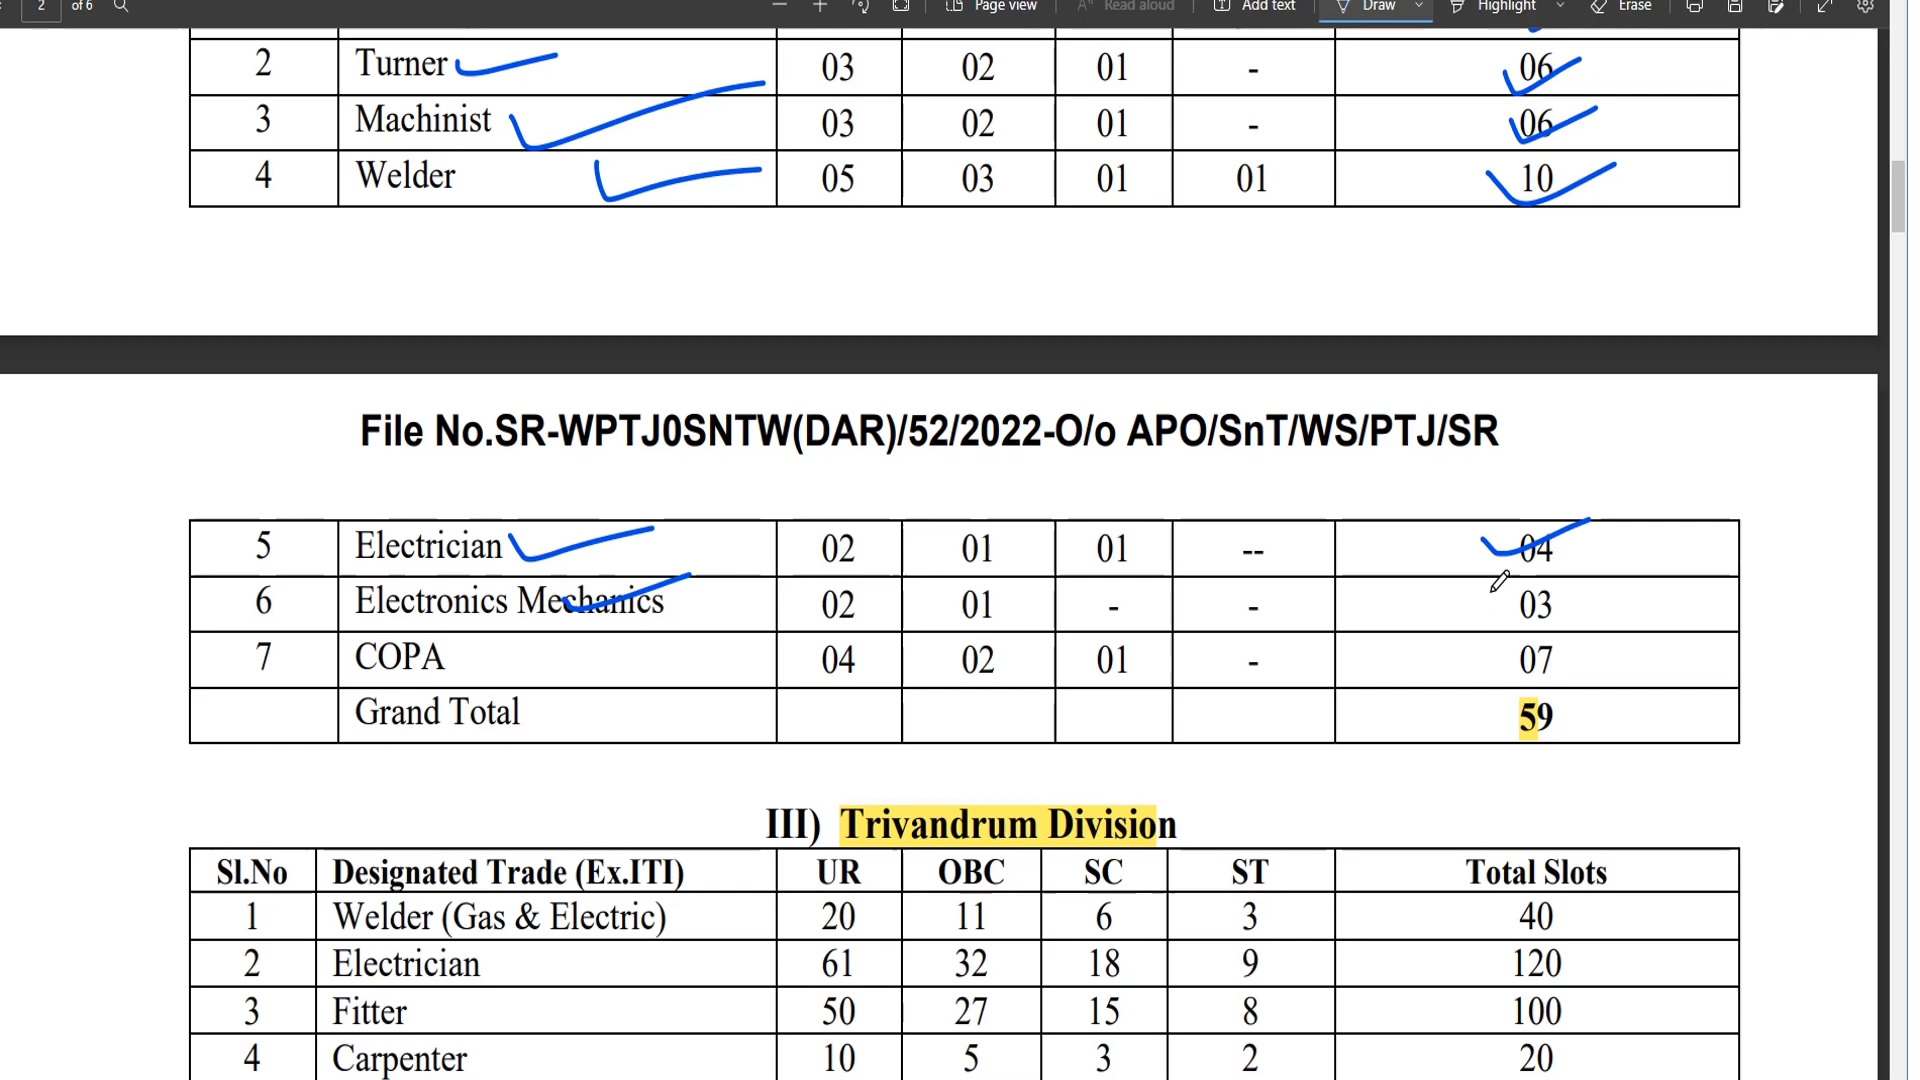 2 of 6 Page view Read aloud Add text Draw Highlight Erase
2 Turner 03 02 01 - 06
3 Machinist 03 02 01 - 06
4 Welder 05 03 01 01 10
File No.SR-WPTJ0SNTW(DAR)/52/2022-O/o APO/SnT/WS/PTJ/SR
5 Electrician 02 01 01 -- 04
6 Electronics Mechanics 02 01 - - 03
7 COPA 04 02 01 - 07
Grand Total 59
III) Trivandrum Division
Sl.No Designated Trade (Ex.ITI) UR OBC SC ST Total Slots
1 Welder (Gas & Electric) 20 11 6 3 40
2 Electrician 61 32 18 9 120
3 Fitter 50 27 15 8 100
4 Carpenter 10 5 3 2 20